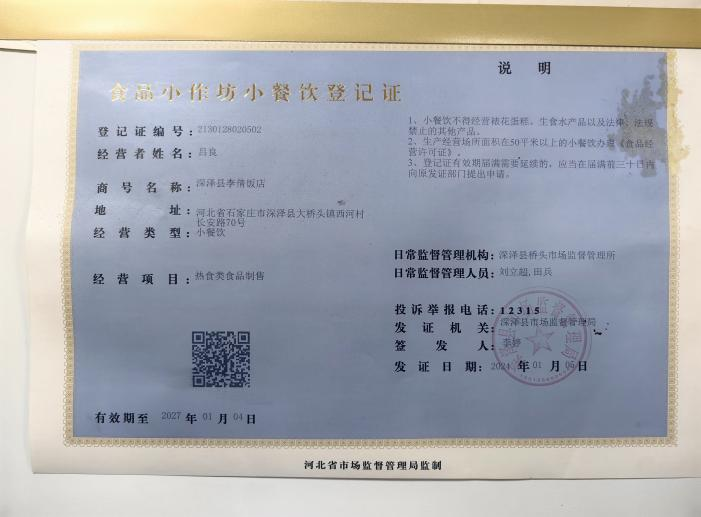 食品小作坊小餐饮登记证
登记证编号：2130128020502
经营者姓名：吕良
商号名称：深泽县李倩饭店
地址：河北省石家庄市深泽县大桥头镇西河村
长安路70号
经营类型：小餐饮
经营项目：热食类食品制售
有效期至 2027 年 01 月 04 日
说明
1、小餐饮不得经营裱花蛋糕、生食水产品以及法律、法规
禁止的其他产品。
2、生产经营场所面积在50平米以上的小餐饮办理《食品经
营许可证》。
3、登记证有效期届满需要延续的，应当在届满前三十日内
向原发证部门提出申请。
日常监督管理机构：深泽县桥头市场监督管理所
日常监督管理人员：刘立超,田兵
投诉举报电话：12315
发证机关：深泽县市场监督管理局
签发人：李婷
发证日期：2024 年 01 月 05 日
河北省市场监督管理局监制